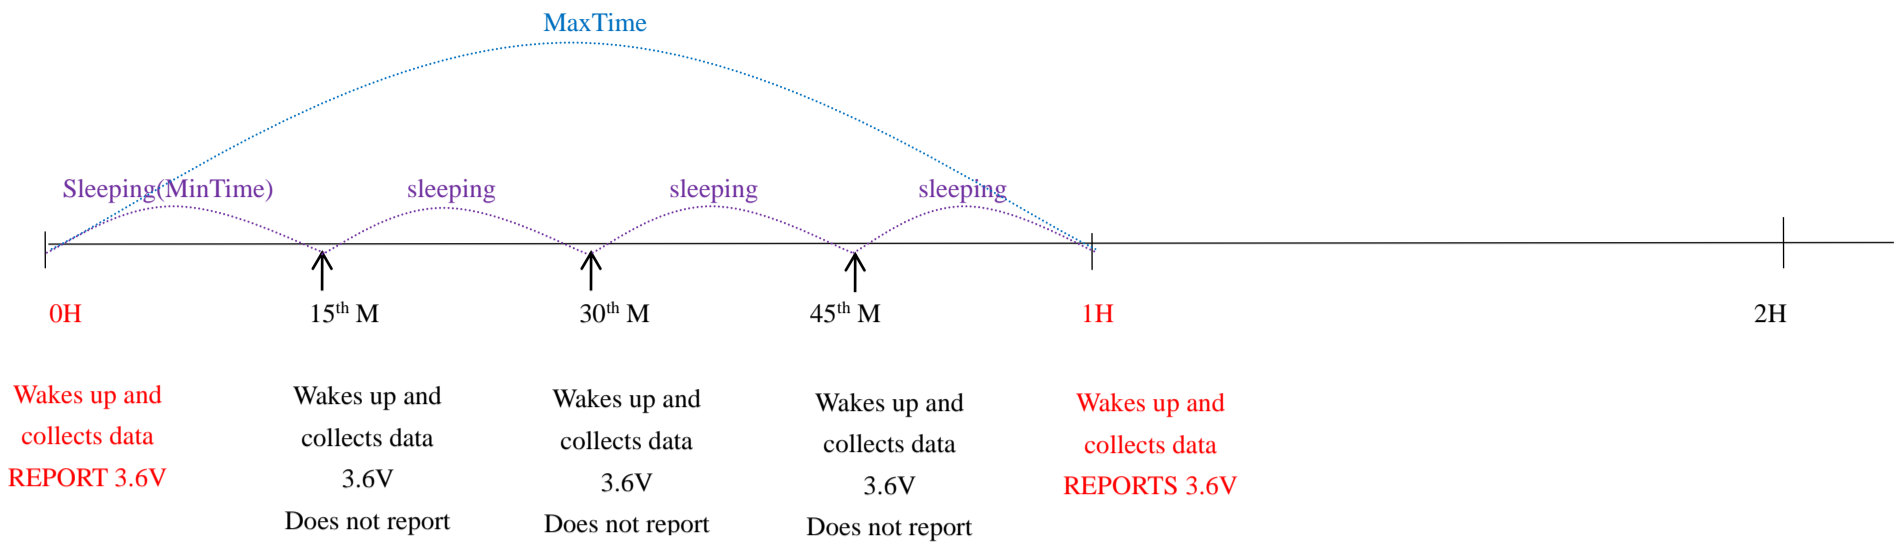 MaxTime
Sleeping(MinTime)
sleeping
sleeping
sleeping
0H
15th M
30th M
45th M
1H
2H
Wakes up and
collects data
REPORT 3.6V
Wakes up and
collects data
3.6V
Does not report
Wakes up and
collects data
3.6V
Does not report
Wakes up and
collects data
3.6V
Does not report
Wakes up and
collects data
REPORTS 3.6V